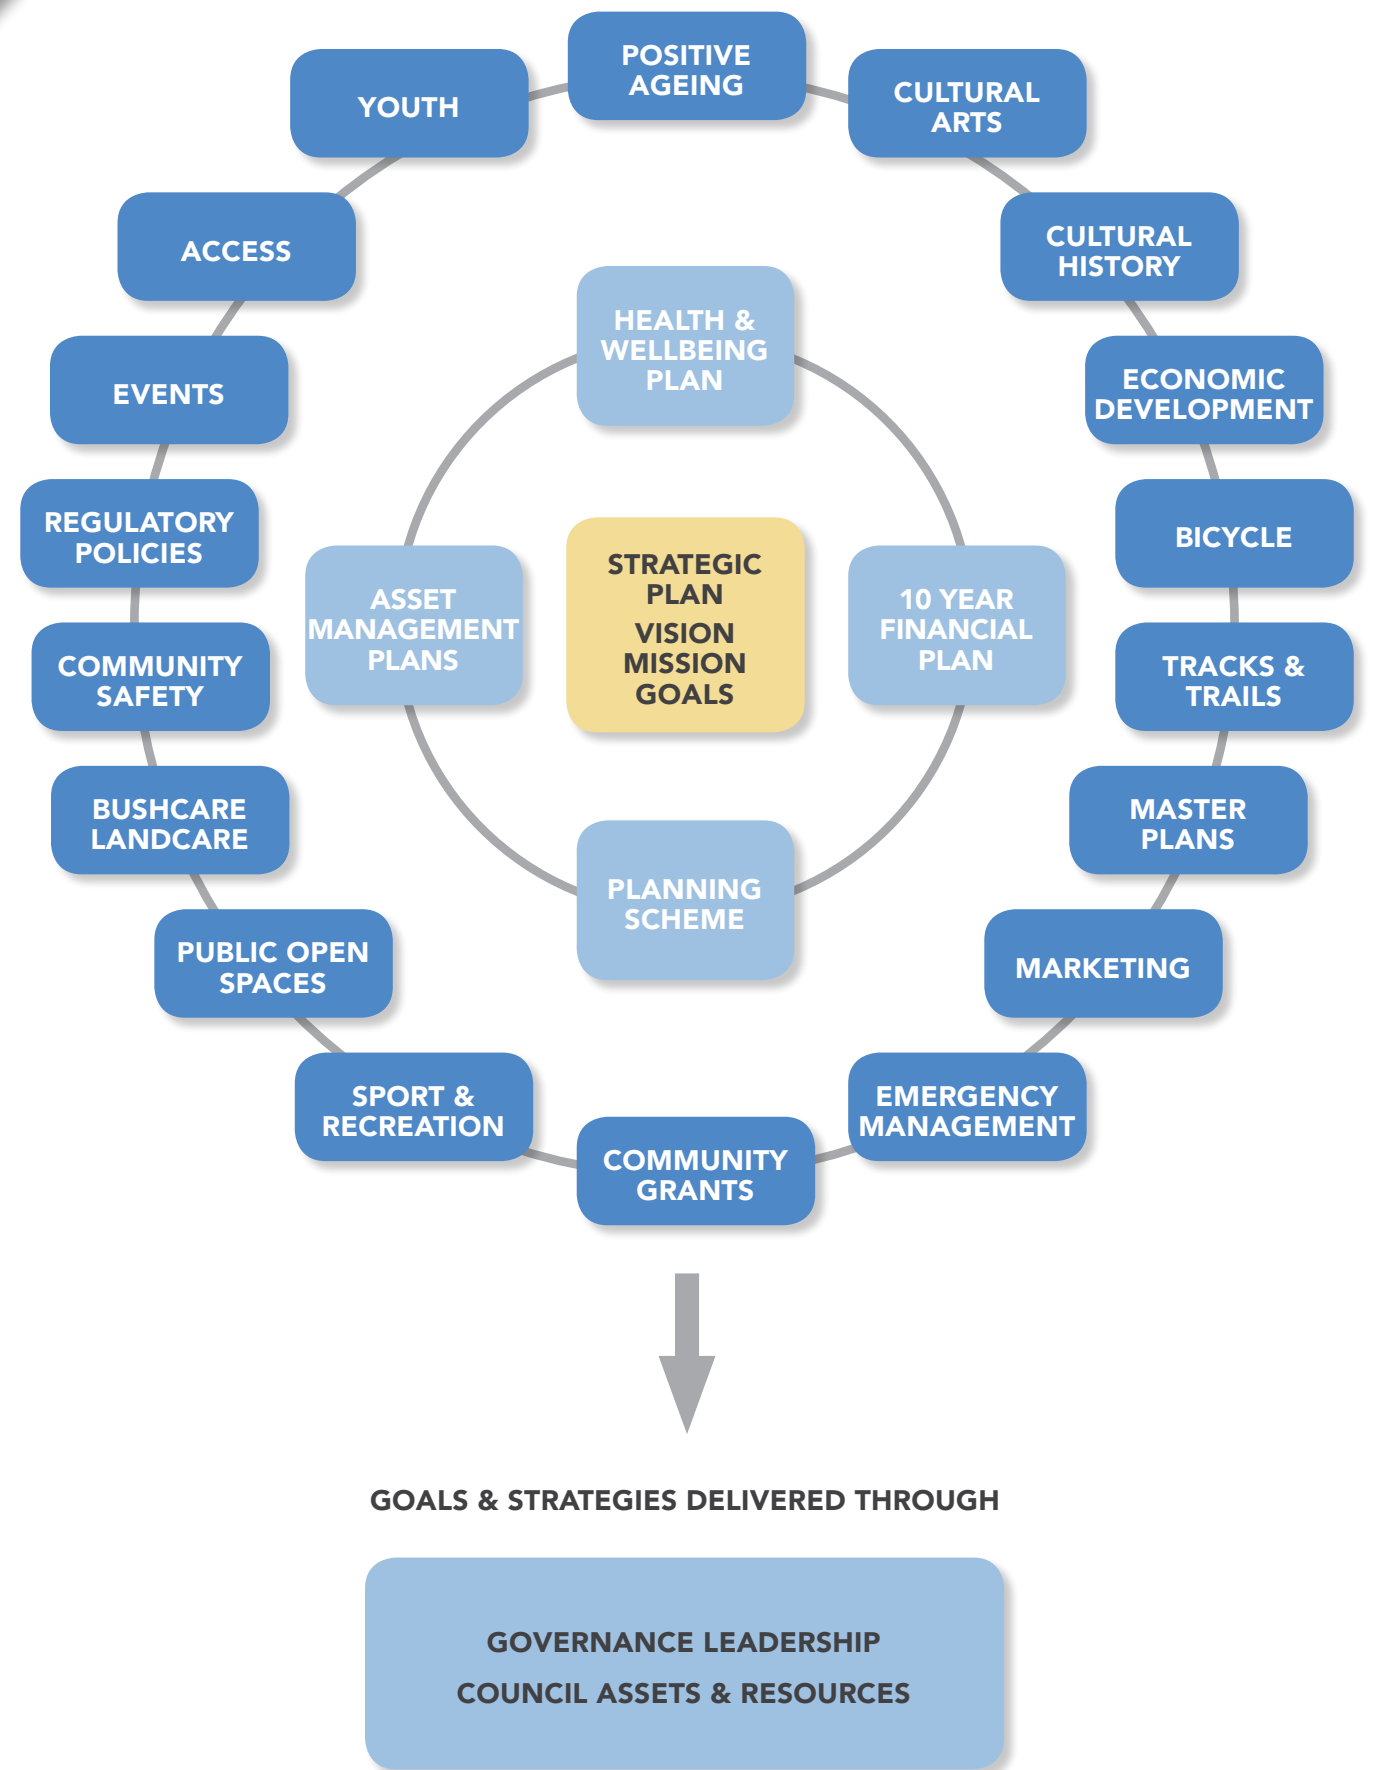 POSITIVE
AGEING
YOUTH
CULTURAL
ARTS
ACCESS
CULTURAL
HISTORY
HEALTH &
WELLBEING
PLAN
EVENTS
ECONOMIC
DEVELOPMENT
REGULATORY
POLICIES
BICYCLE
STRATEGIC
PLAN
VISION
MISSION
GOALS
ASSET
MANAGEMENT
PLANS
10 YEAR
FINANCIAL
PLAN
COMMUNITY
SAFETY
TRACKS &
TRAILS
BUSHCARE
LANDCARE
MASTER
PLANS
PLANNING
SCHEME
PUBLIC OPEN
SPACES
MARKETING
SPORT &
RECREATION
EMERGENCY
MANAGEMENT
COMMUNITY
GRANTS
GOALS & STRATEGIES DELIVERED THROUGH
GOVERNANCE LEADERSHIP
COUNCIL ASSETS & RESOURCES